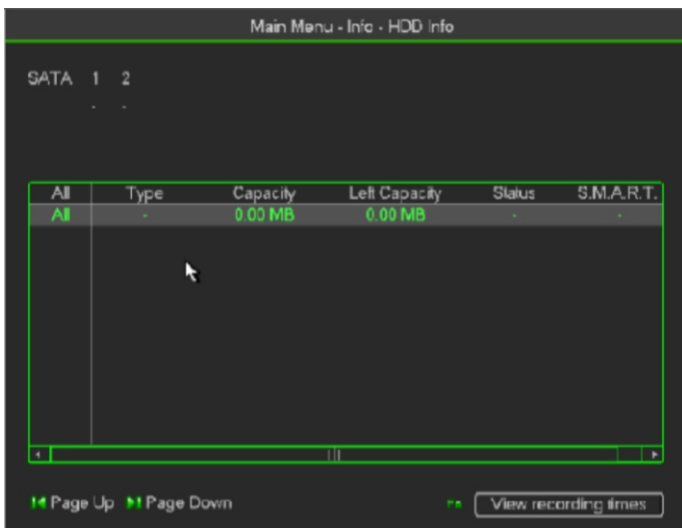 Main Menu - Info - HDD Info
SATA 1 2
- -
All Type Capacity Left Capacity Status S.M.A.R.T.
All - 0.00 MB 0.00 MB - -
Page Up Page Down View recording times